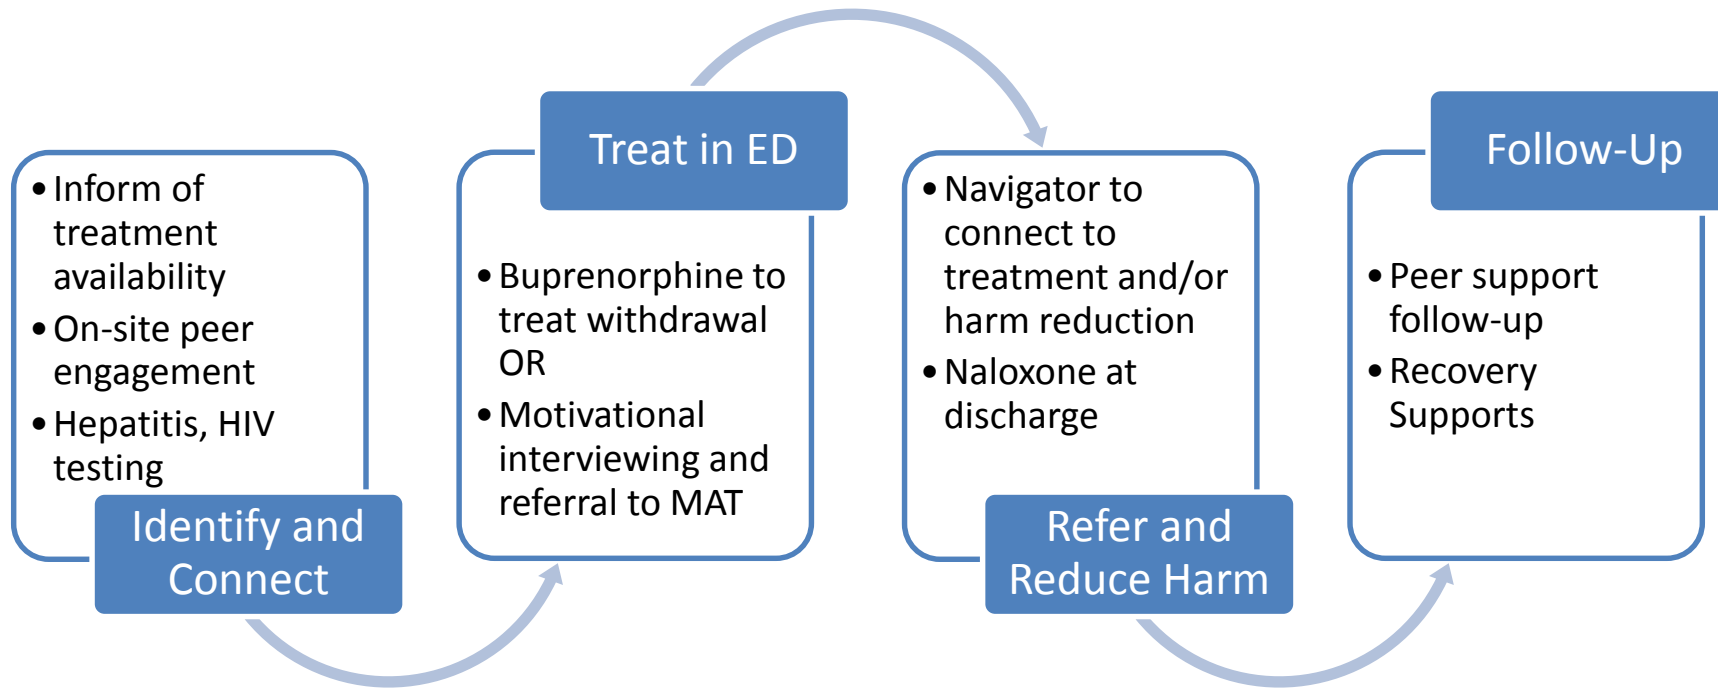 • Inform of
treatment
availability
• On-site peer
engagement
• Hepatitis, HIV
testing
Identify and
Connect
Treat in ED
• Buprenorphine to
treat withdrawal
OR
• Motivational
interviewing and
referral to MAT
• Navigator to
connect to
treatment and/or
harm reduction
• Naloxone at
discharge
Refer and
Reduce Harm
Follow-Up
• Peer support
follow-up
• Recovery
Supports